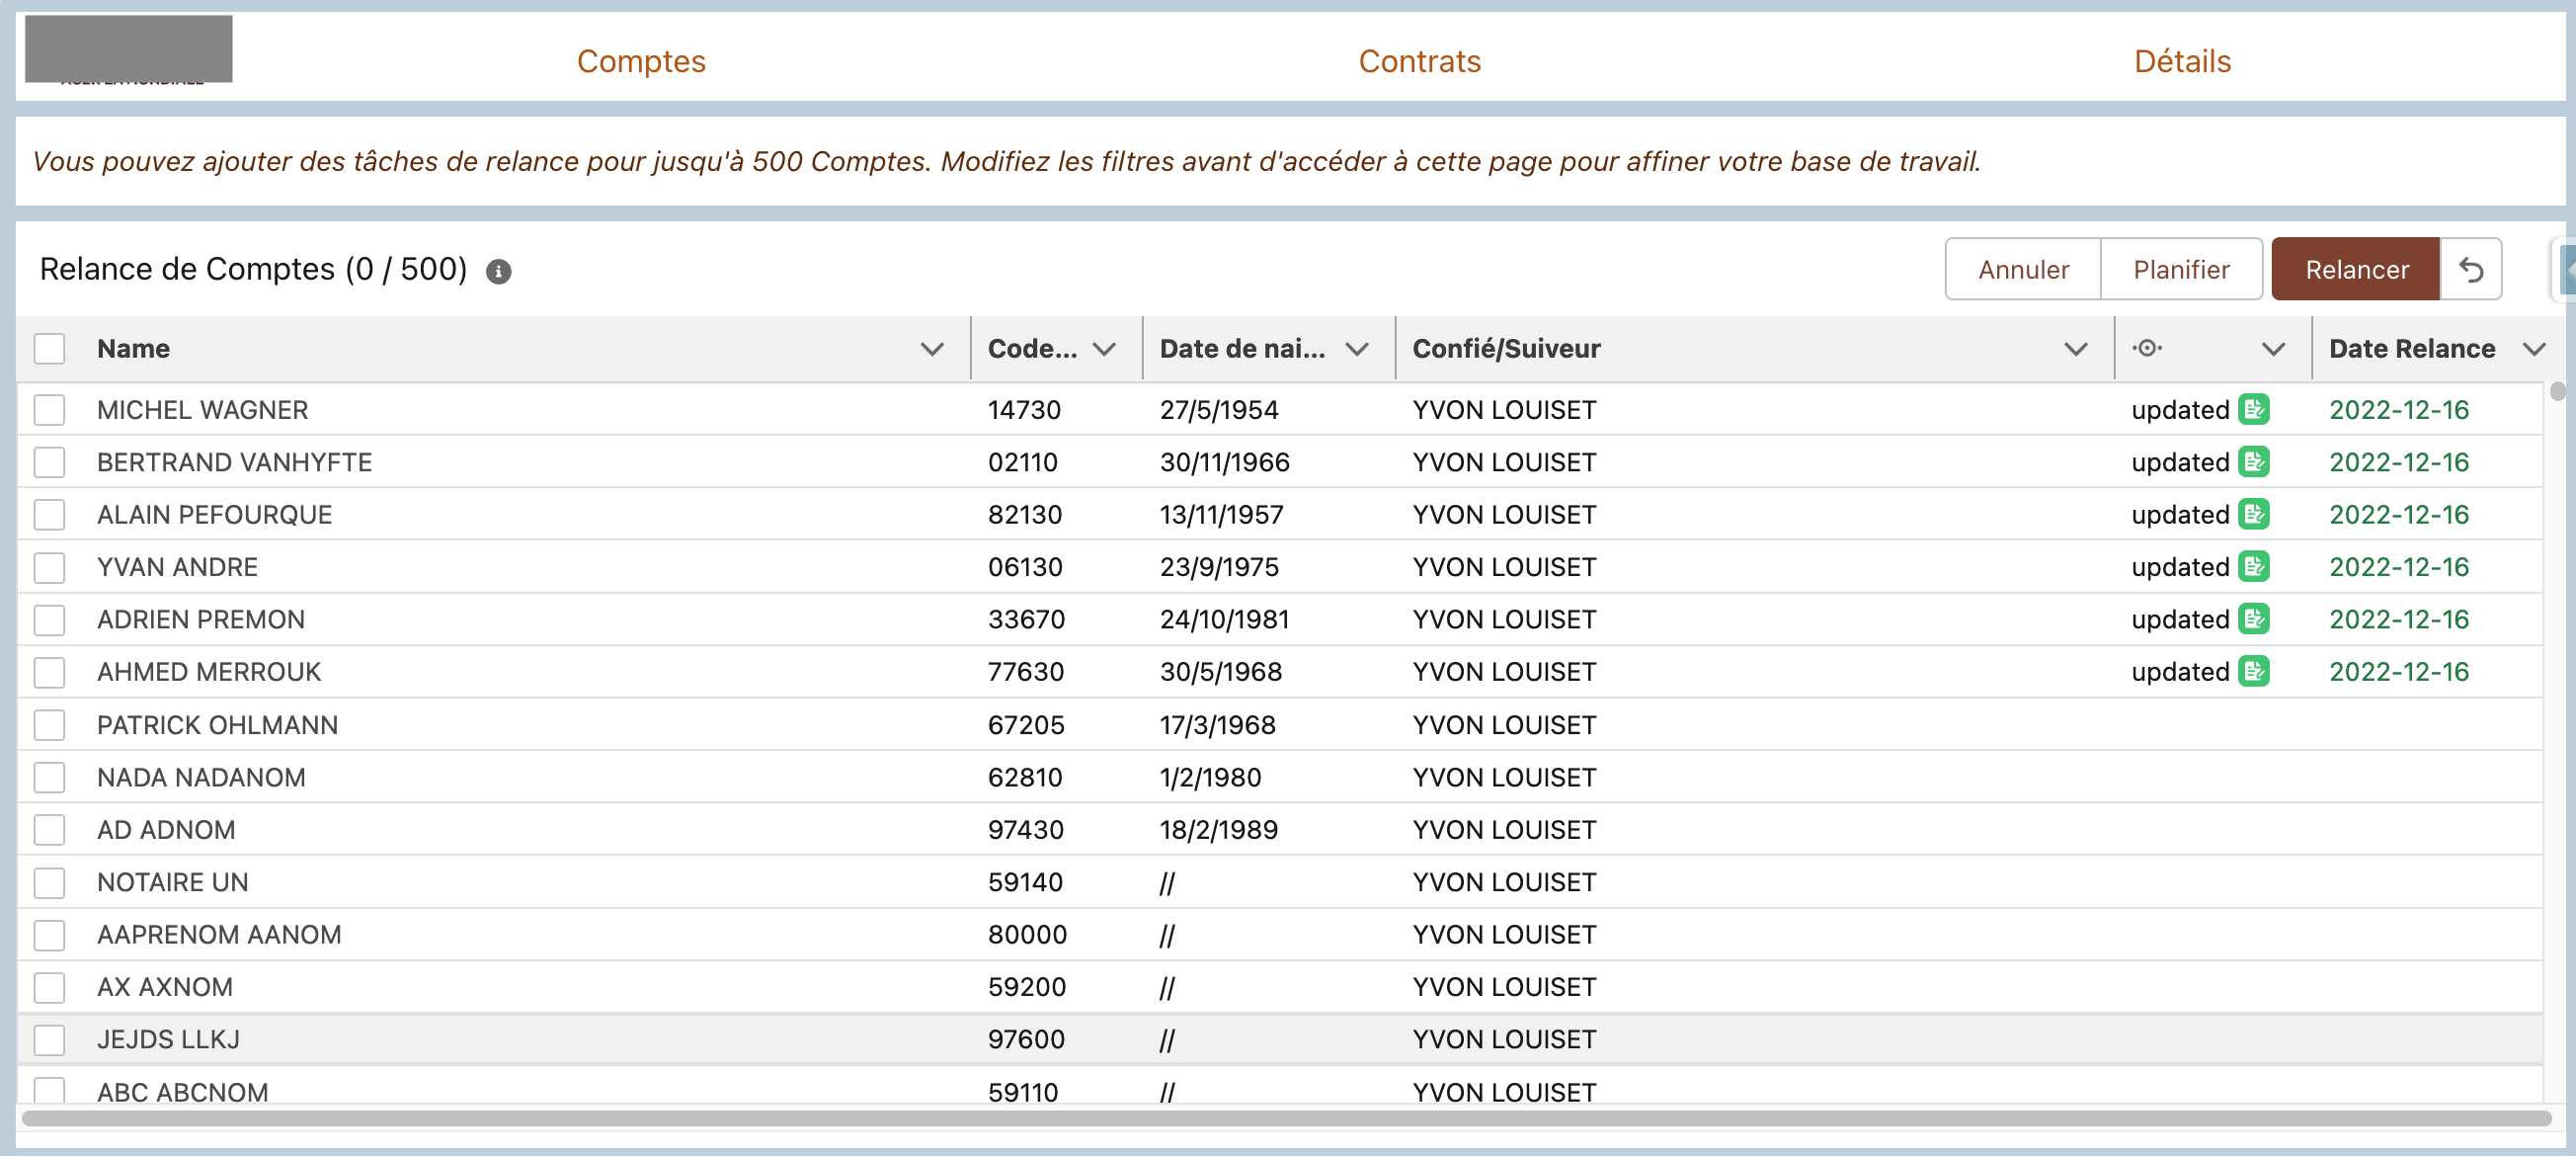 Comptes Contrats Détails
Vous pouvez ajouter des tâches de relance pour jusqu'à 500 Comptes. Modifiez les filtres avant d'accéder à cette page pour affiner votre base de travail.
Relance de Comptes (0 / 500) Annuler Planifier Relancer
Name Code... Date de nai... Confié/Suiveur Date Relance
MICHEL WAGNER 14730 27/5/1954 YVON LOUISET updated 2022-12-16
BERTRAND VANHYFTE 02110 30/11/1966 YVON LOUISET updated 2022-12-16
ALAIN PEFOURQUE 82130 13/11/1957 YVON LOUISET updated 2022-12-16
YVAN ANDRE 06130 23/9/1975 YVON LOUISET updated 2022-12-16
ADRIEN PREMON 33670 24/10/1981 YVON LOUISET updated 2022-12-16
AHMED MERROUK 77630 30/5/1968 YVON LOUISET updated 2022-12-16
PATRICK OHLMANN 67205 17/3/1968 YVON LOUISET
NADA NADANOM 62810 1/2/1980 YVON LOUISET
AD ADNOM 97430 18/2/1989 YVON LOUISET
NOTAIRE UN 59140 // YVON LOUISET
AAPRENOM AANOM 80000 // YVON LOUISET
AX AXNOM 59200 // YVON LOUISET
JEJDS LLKJ 97600 // YVON LOUISET
ABC ABCNOM 59110 // YVON LOUISET